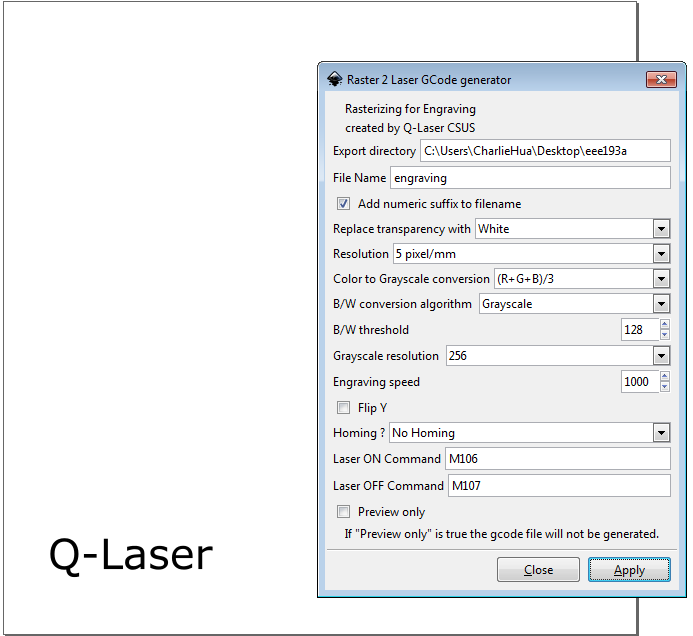 Raster 2 Laser GCode generator
Rasterizing for Engraving
created by Q-Laser CSUS
Export directory C:\Users\CharlieHua\Desktop\eee193a
File Name engraving
Add numeric suffix to filename
Replace transparency with White
Resolution 5 pixel/mm
Color to Grayscale conversion (R+G+B)/3
B/W conversion algorithm Grayscale
B/W threshold 128
Grayscale resolution 256
Engraving speed 1000
Flip Y
Homing ? No Homing
Laser ON Command M106
Laser OFF Command M107
Preview only
If "Preview only" is true the gcode file will not be generated.
Close Apply
Q-Laser